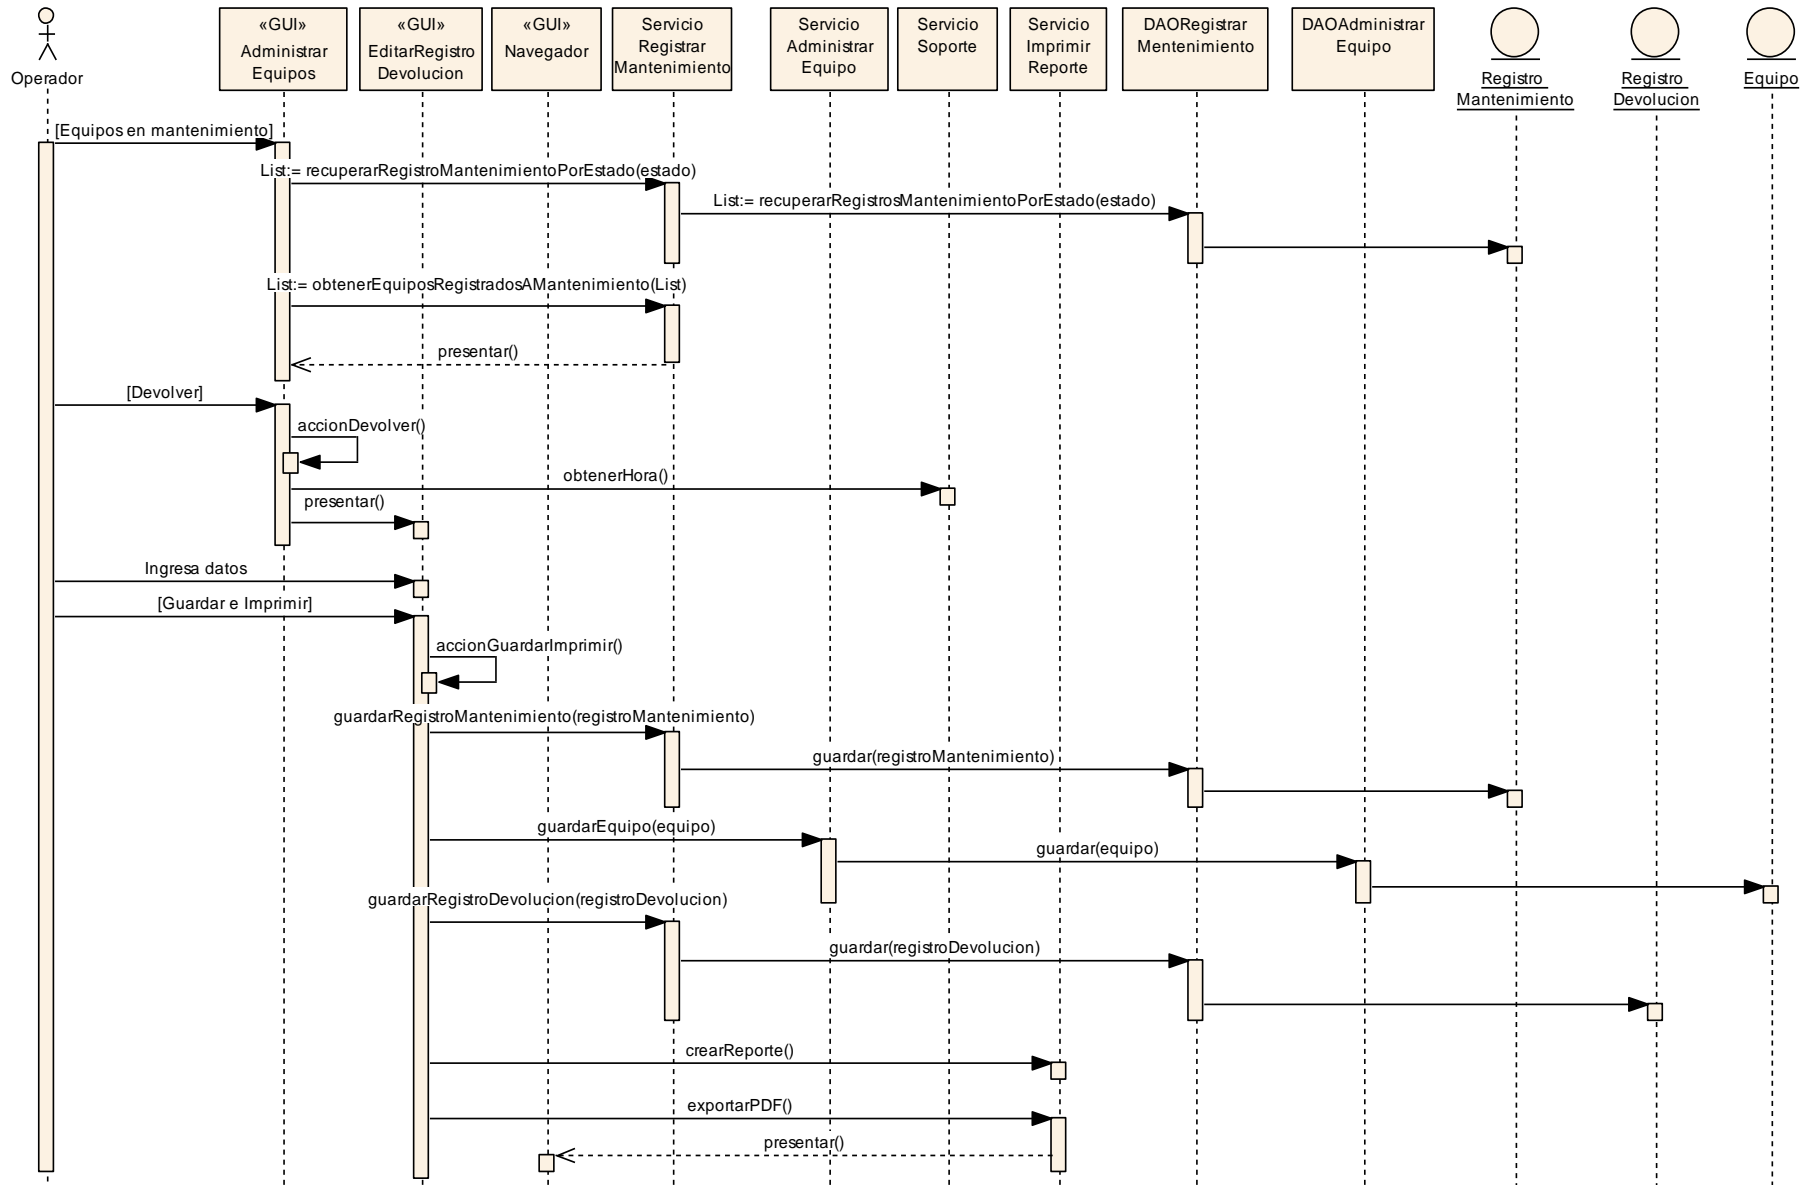 Operador
«GUI»
Administrar
Equipos
«GUI»
EditarRegistro
Devolucion
«GUI»
Navegador
Servicio
Registrar
Mantenimiento
Servicio
Administrar
Equipo
Servicio
Soporte
Servicio
Imprimir
Reporte
DAORegistrar
Mentenimiento
DAOAdministrar
Equipo
Registro
Mantenimiento
Registro
Devolucion
Equipo
[Equipos en mantenimiento]
List:= recuperarRegistroMantenimientoPorEstado(estado)
List:= recuperarRegistrosMantenimientoPorEstado(estado)
List:= obtenerEquiposRegistradosAMantenimiento(List)
presentar()
[Devolver]
accionDevolver()
obtenerHora()
presentar()
Ingresa datos
[Guardar e Imprimir]
accionGuardarImprimir()
guardarRegistroMantenimiento(registroMantenimiento)
guardar(registroMantenimiento)
guardarEquipo(equipo)
guardar(equipo)
guardarRegistroDevolucion(registroDevolucion)
guardar(registroDevolucion)
crearReporte()
exportarPDF()
presentar()